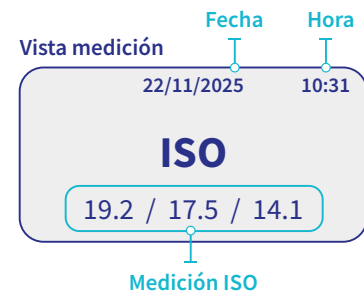 Fecha Hora
Vista medición
22/11/2025 10:31
ISO
19.2 / 17.5 / 14.1
Medición ISO